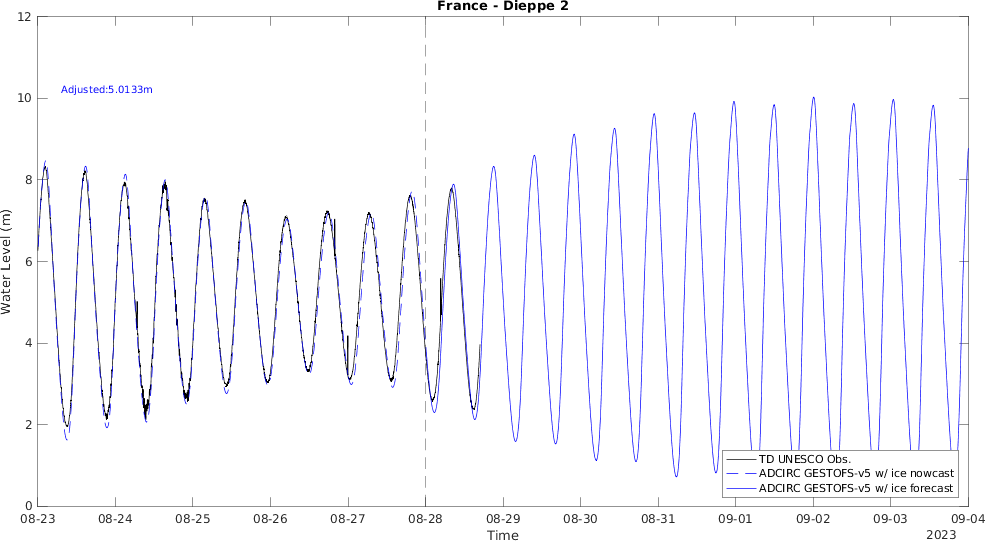 France - Dieppe 2
12
10
8
6
4
2
0
Water Level (m)
Adjusted:5.0133m
TD UNESCO Obs.
ADCIRC GESTOFS-v5 w/ ice nowcast
ADCIRC GESTOFS-v5 w/ ice forecast
08-23 08-24 08-25 08-26 08-27 08-28 08-29 08-30 08-31 09-01 09-02 09-03 09-04
Time
2023